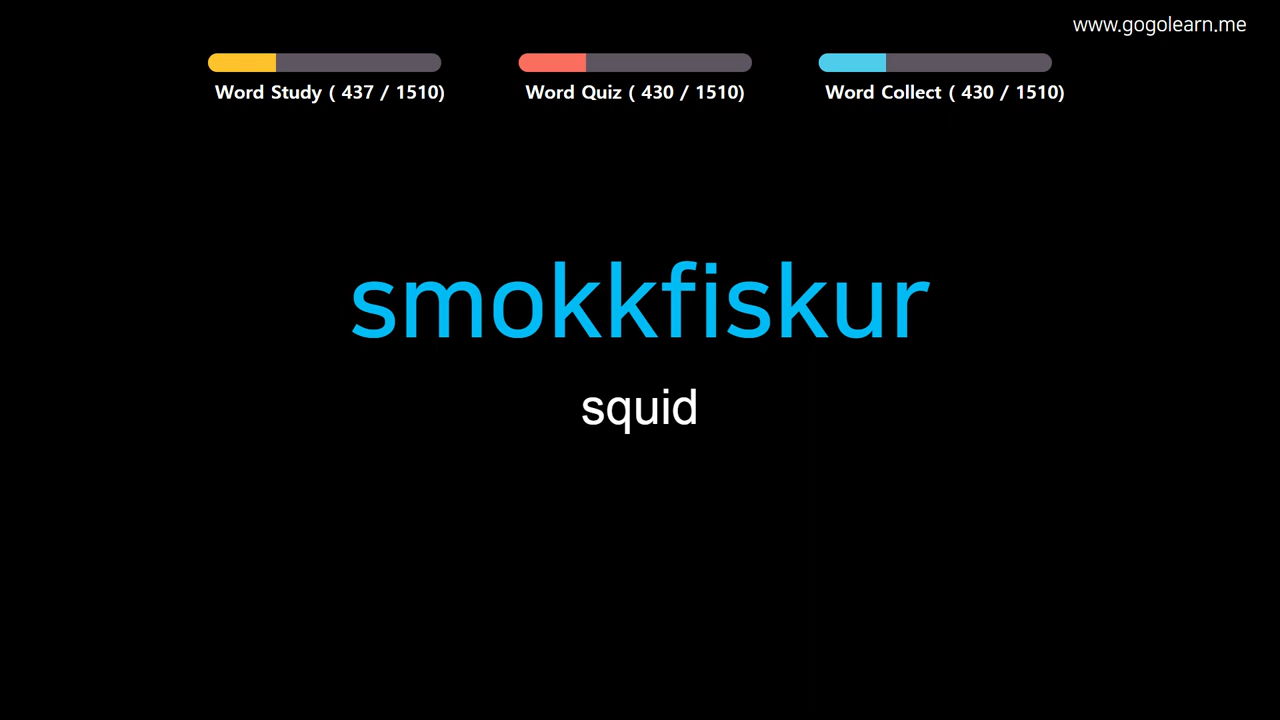 www.gogolearn.me
Word Study ( 437 / 1510)
Word Quiz ( 430 / 1510)
Word Collect ( 430 / 1510)
smokkfiskur
squid